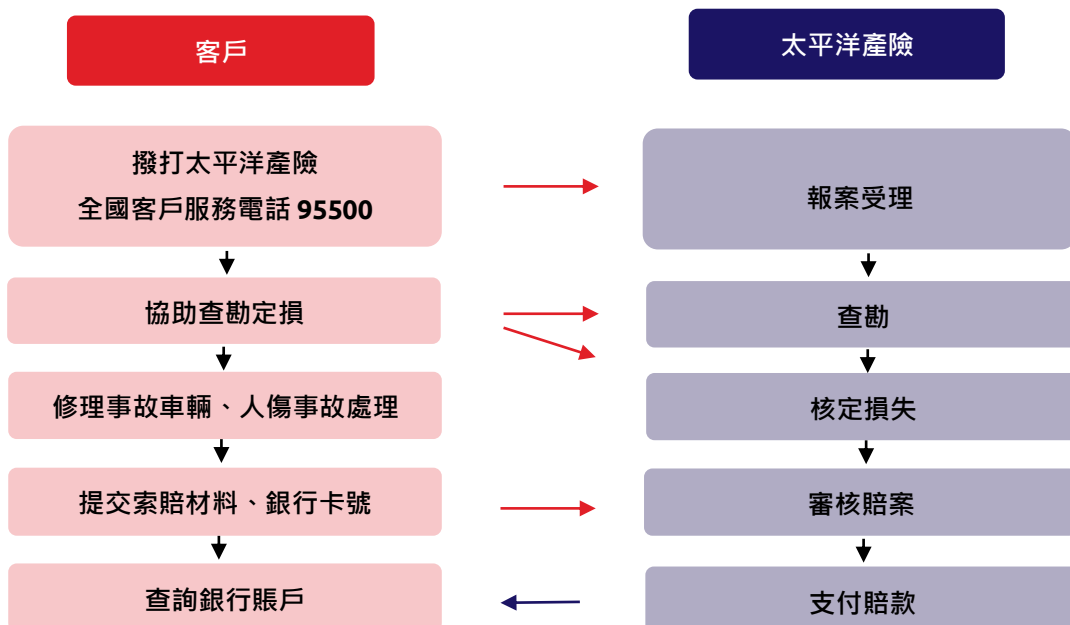 客戶
太平洋產險
撥打太平洋產險
全國客戶服務電話 95500
報案受理
協助查勘定損
查勘
修理事故車輛、人傷事故處理
核定損失
提交索賠材料、銀行卡號
審核賠案
查詢銀行賬戶
支付賠款